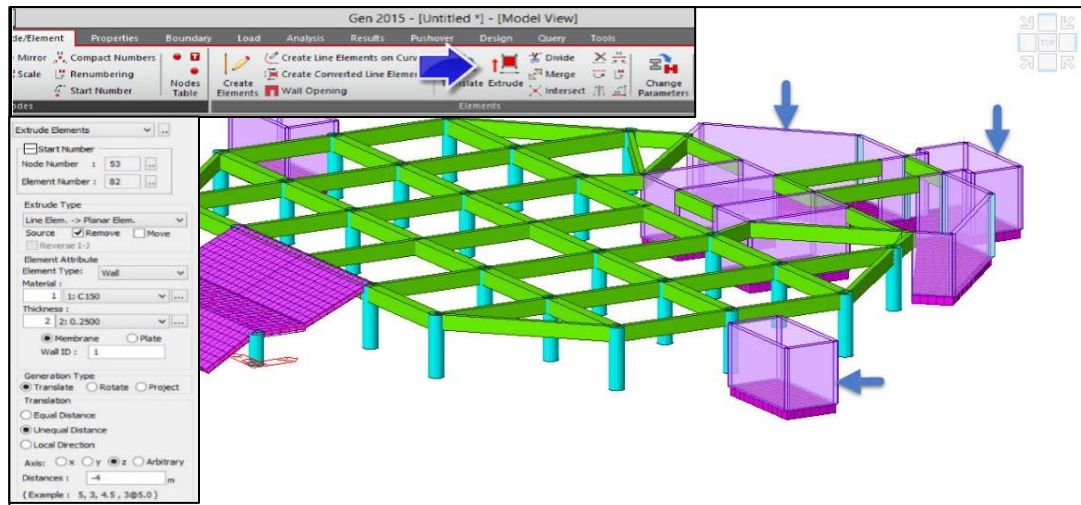 Gen 2015 - [Untitled *] - [Model View]
de/Element Properties Boundary Load Analysis Results Pushover Design Query Tools
Mirror Compact Numbers Create Line Elements on Curv Divide
Scale Renumbering Create Converted Line Elemer Merge
Start Number Wall Opening Intersect
Nodes Table Create Elements slate Extrude Change Parameters
odes Elements
TOP
Extrude Elements
Start Number
Node Number : 53
Element Number : 82
Extrude Type
Line Elem. -> Planar Elem.
Source Remove Move
Reverse I-J
Element Attribute
Element Type: Wall
Material :
1 1: C150
Thickness :
2 2: 0.2500
Membrane Plate
Wall ID : 1
Generation Type
Translate Rotate Project
Translation
Equal Distance
Unequal Distance
Local Direction
Axis: x y z Arbitrary
Distances : -4 m
( Example : 5, 3, 4.5 , 3@5.0 )